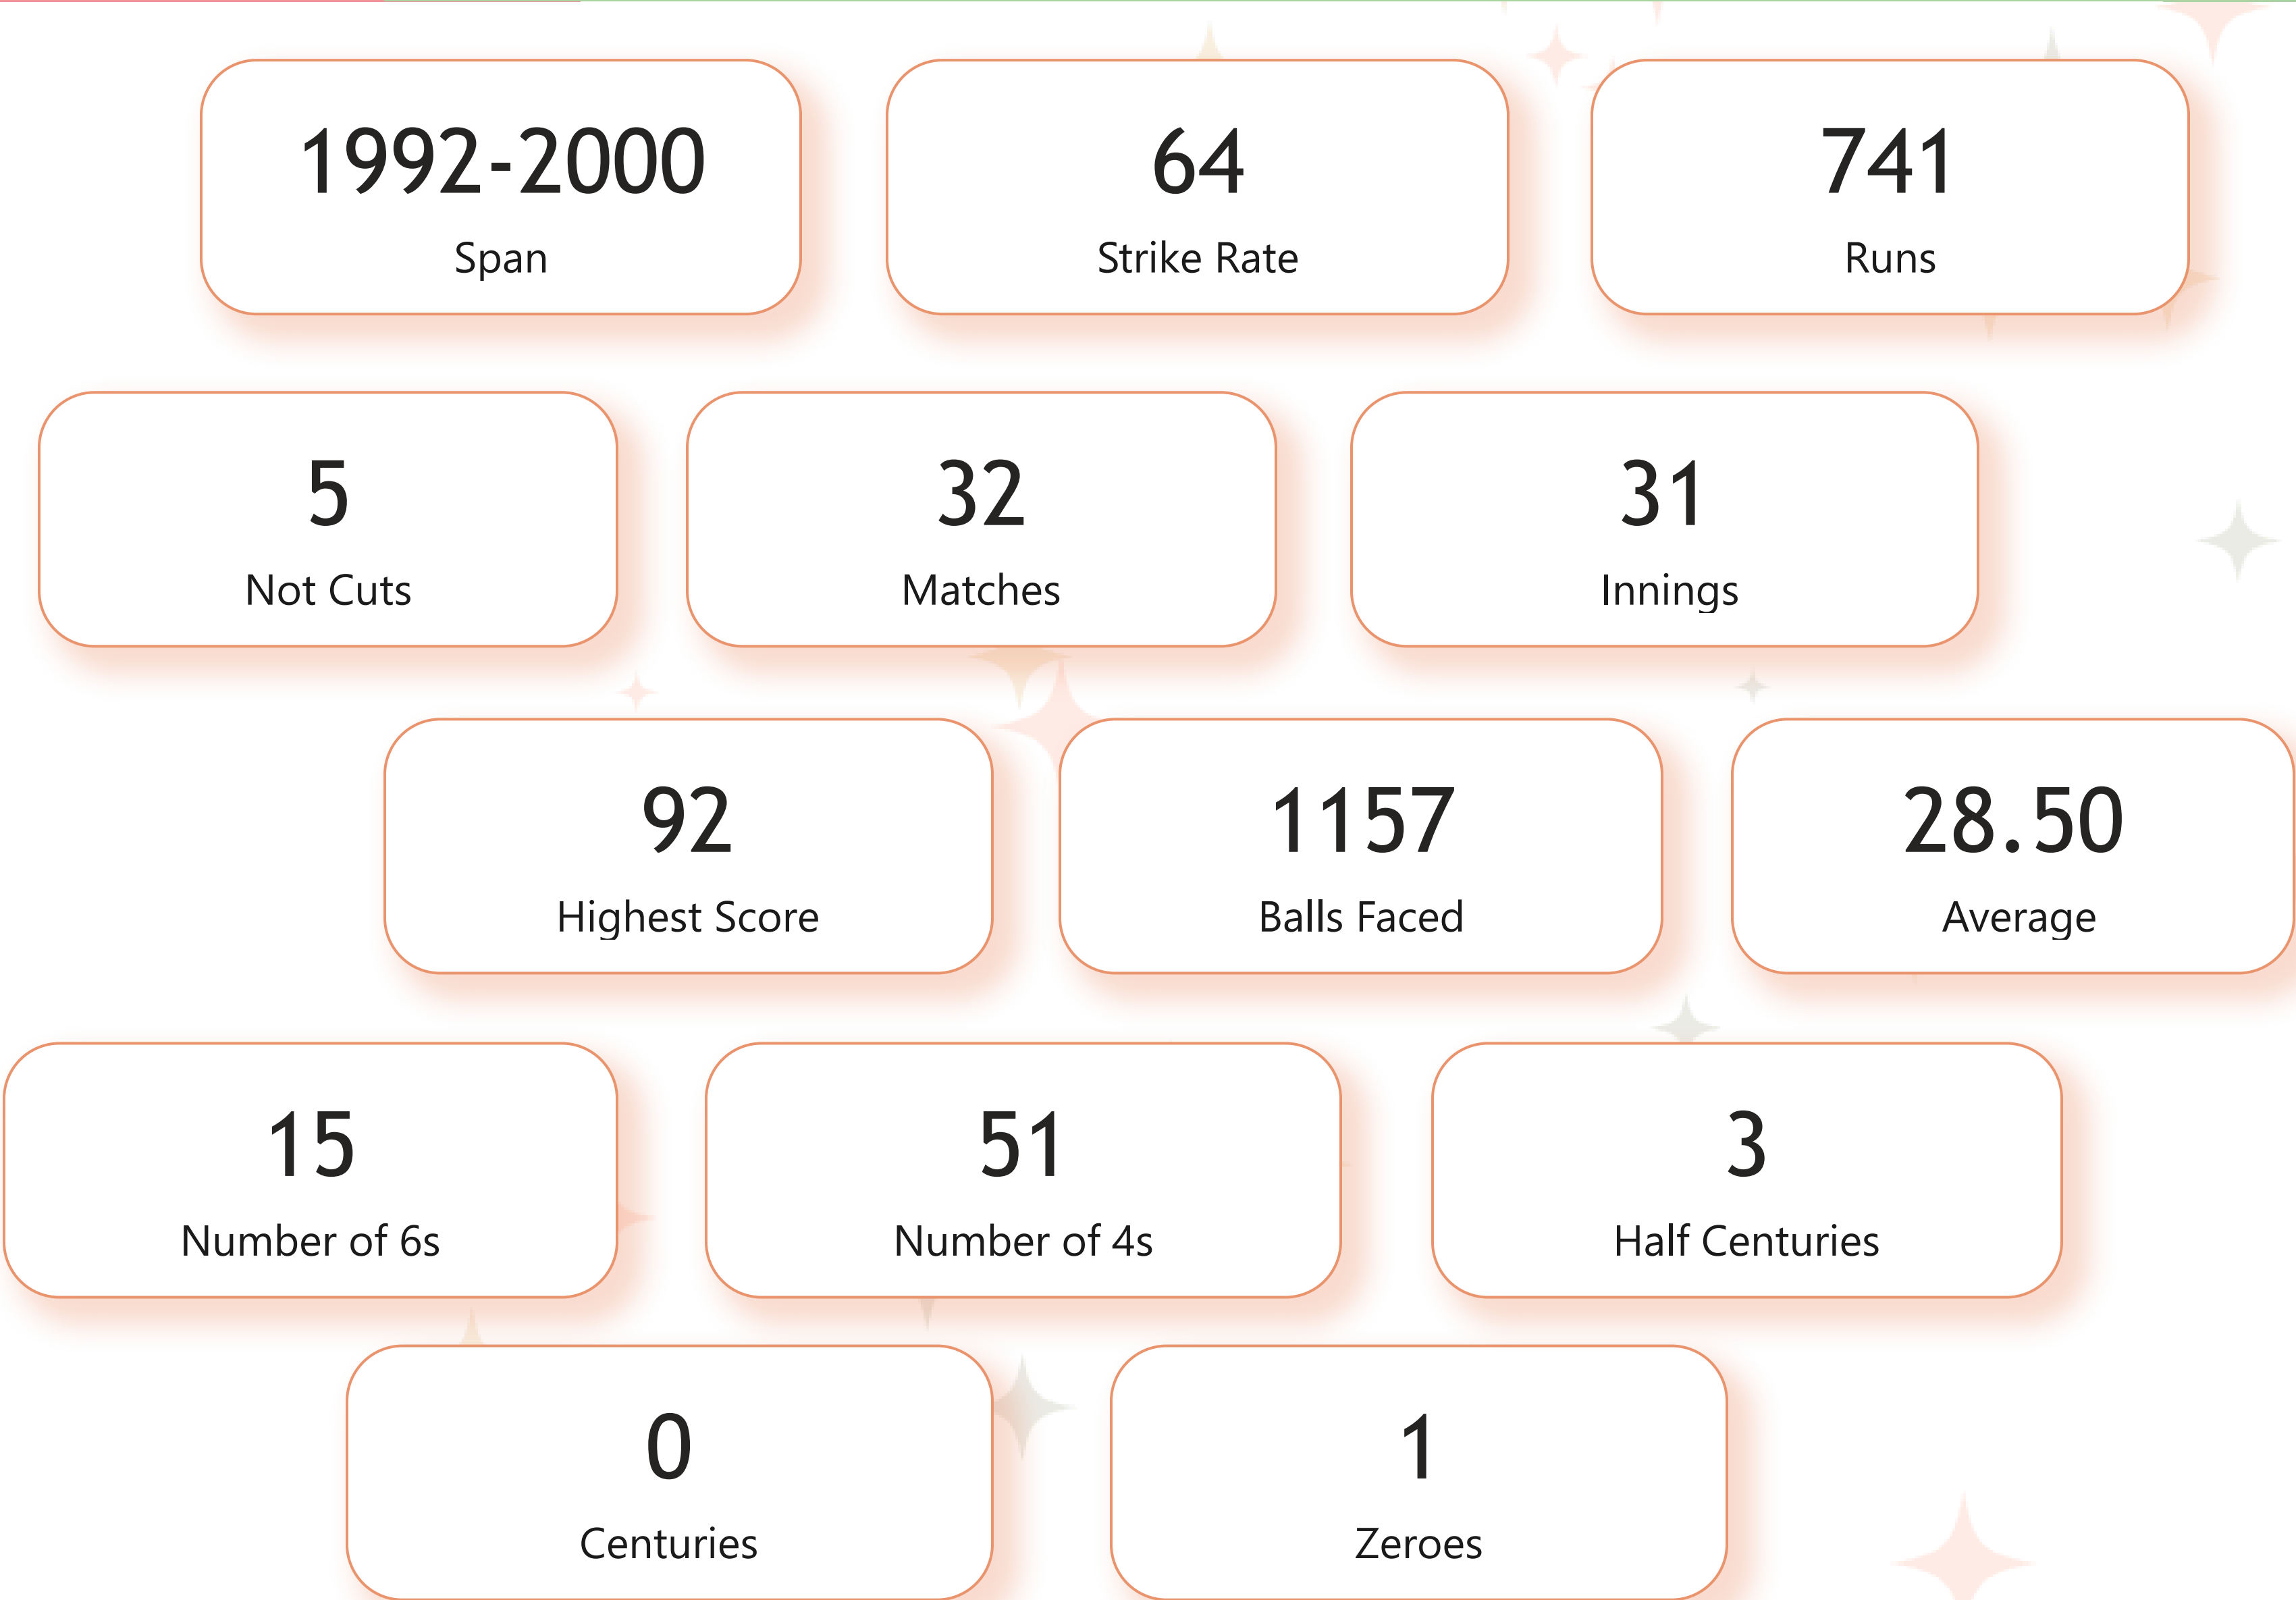 1992-2000
Span
64
Strike Rate
741
Runs
5
Not Cuts
32
Matches
31
Innings
92
Highest Score
1157
Balls Faced
28.50
Average
15
Number of 6s
51
Number of 4s
3
Half Centuries
0
Centuries
1
Zeroes